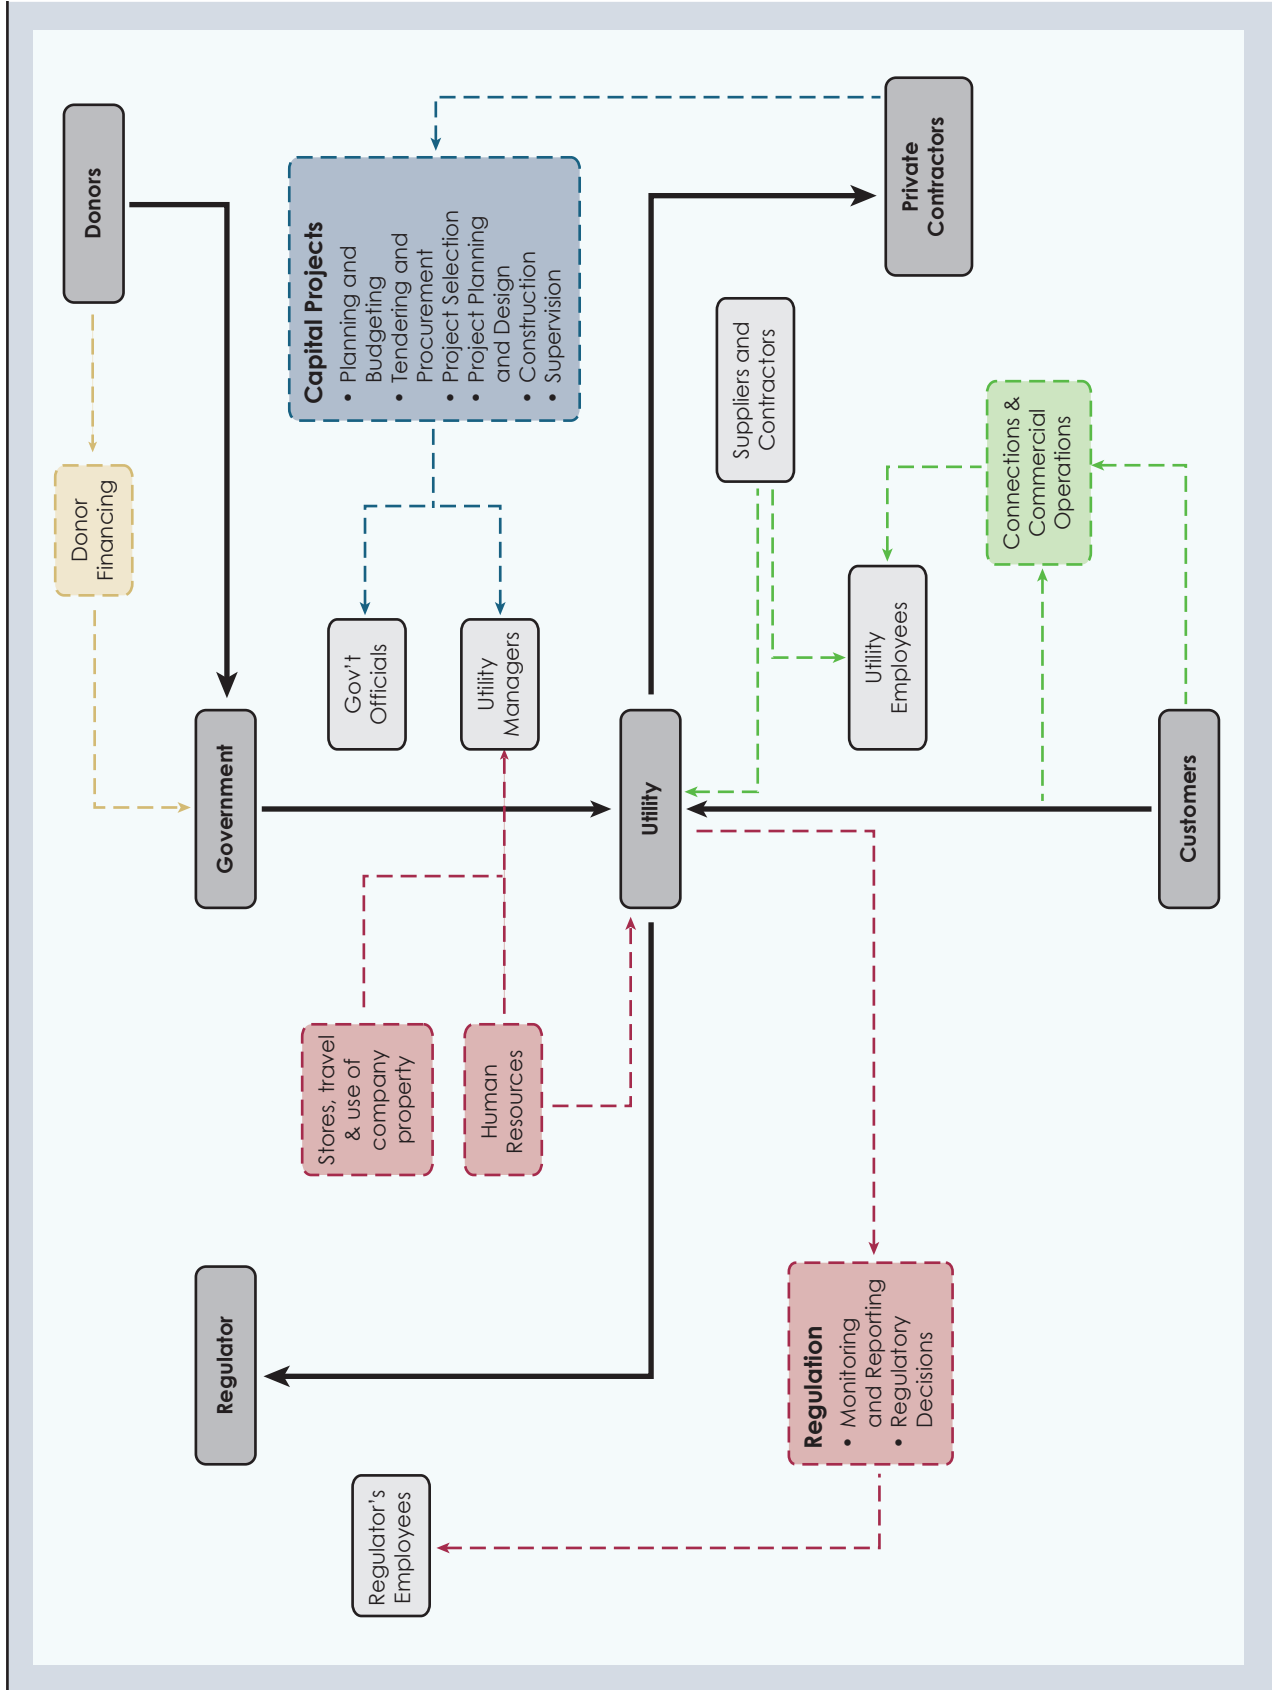 Regulator
Regulator's
Employees
Stores, travel
& use of
company
property
Human
Resources
Regulation
• Monitoring
and Reporting
• Regulatory
Decisions
Government
Utility
Customers
Gov't
Officials
Utility
Managers
Utility
Employees
Donor
Financing
Suppliers and
Contractors
Connections &
Commercial
Operations
Donors
Capital Projects
• Planning and
Budgeting
• Tendering and
Procurement
• Project Selection
• Project Planning
and Design
• Construction
• Supervision
Private
Contractors